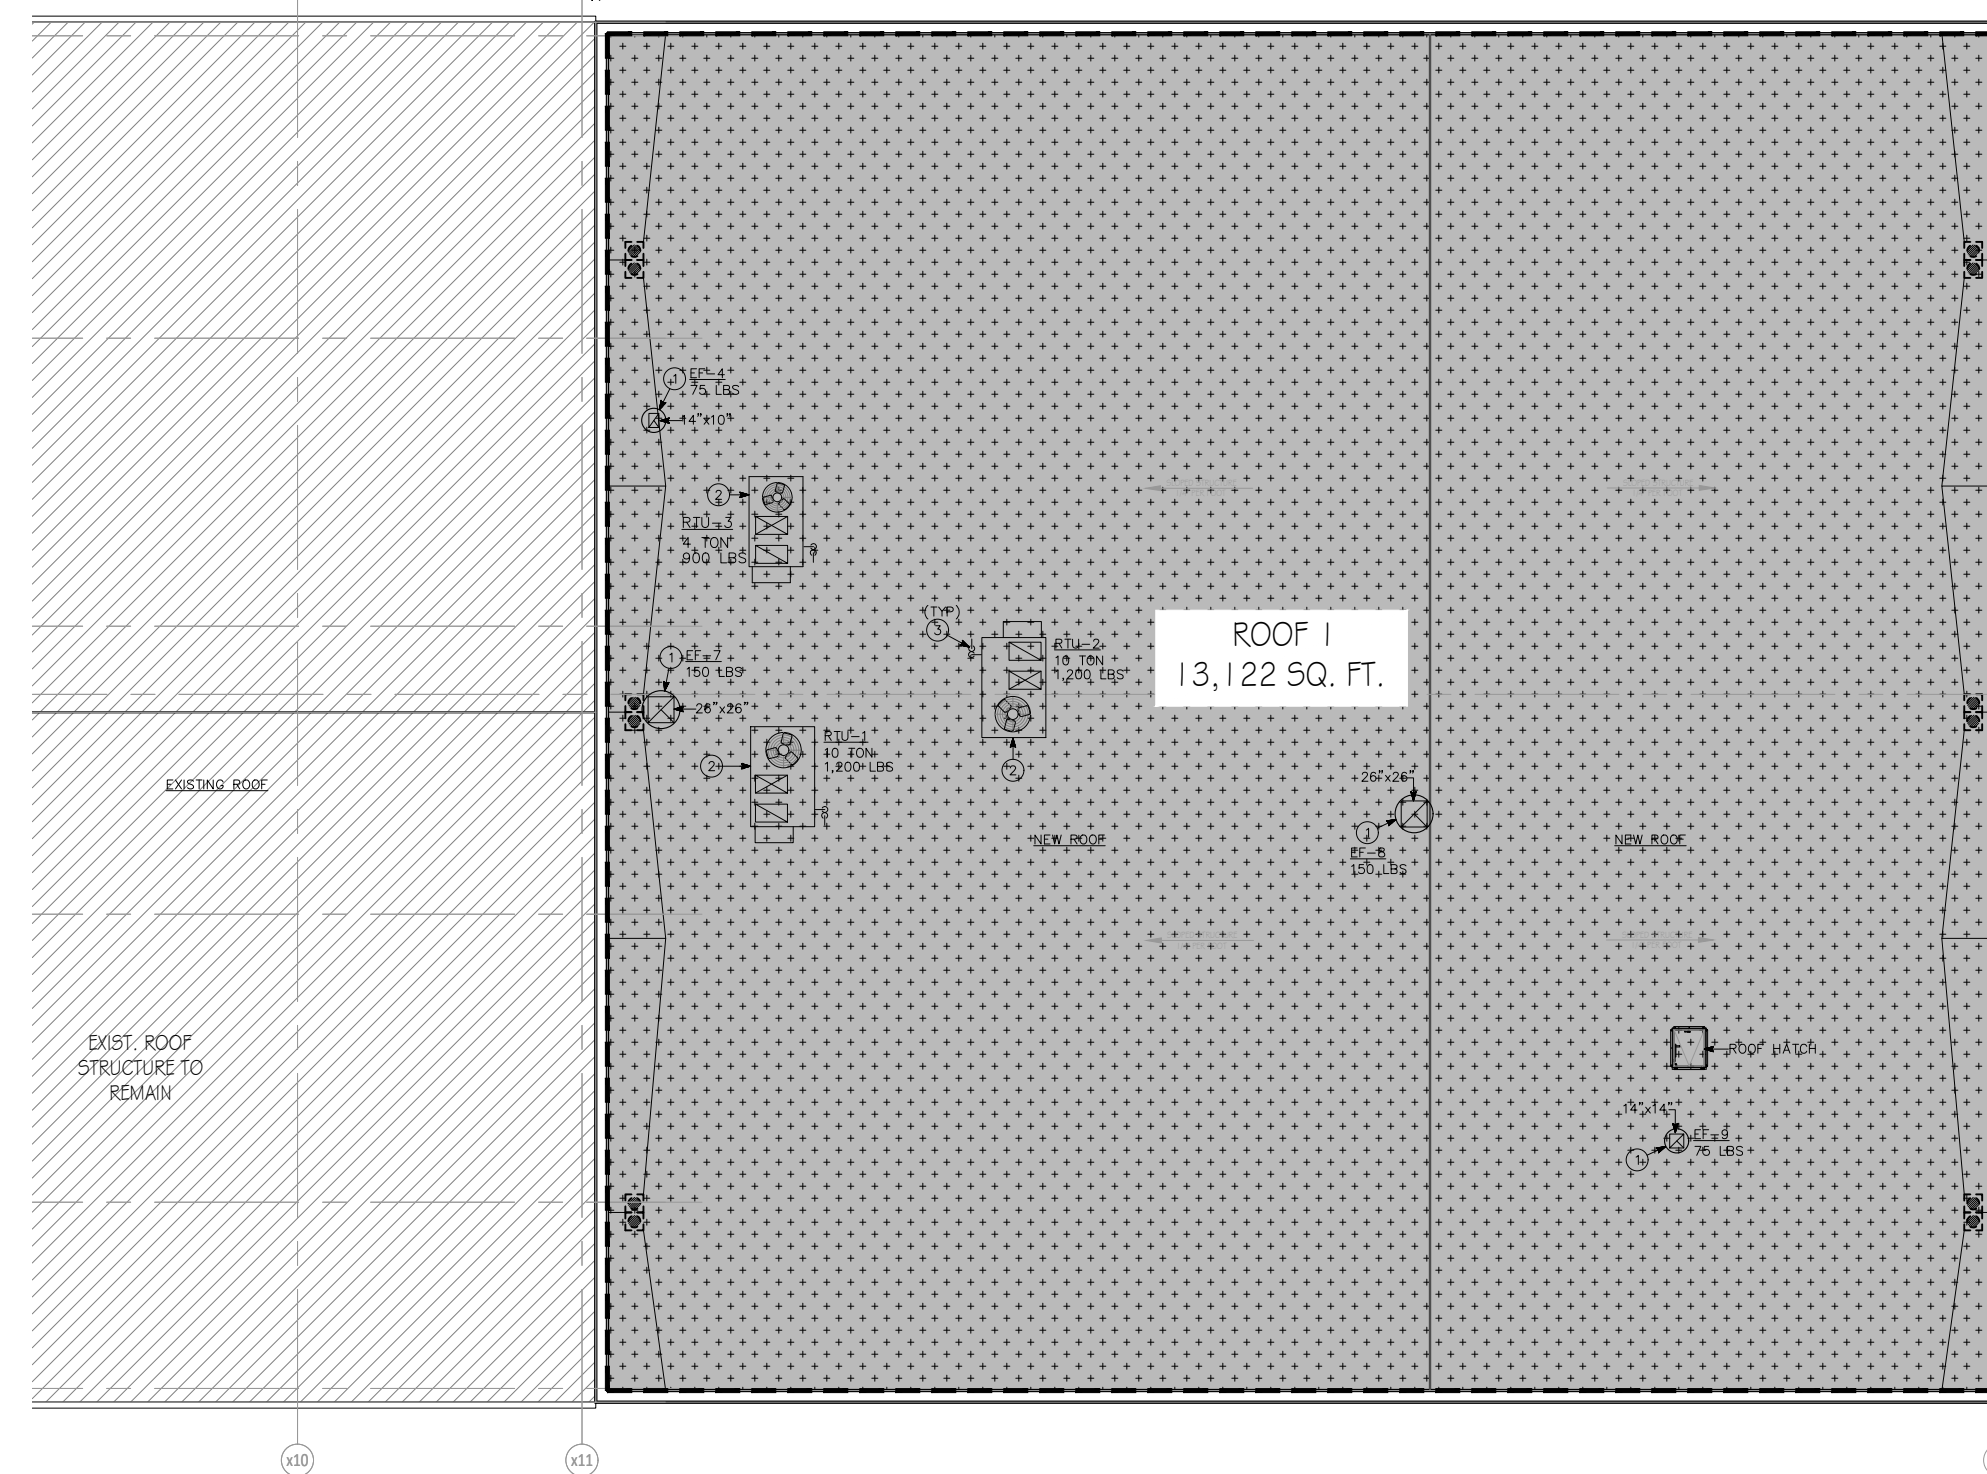 EF-4
1
75 LBS
14"x10"
2
RTU-3
4 TON
900 LBS
(TYP)
3
RTU-2
10 TON
1,200 LBS
2
ROOF 1
13,122 SQ. FT.
1
EF-7
150 LBS
26"x26"
RTU-1
10 TON
1,200 LBS
2
EXISTING ROOF
26"x26"
1
EF-8
150 LBS
NEW ROOF
NEW ROOF
EXIST. ROOF
STRUCTURE TO
REMAIN
ROOF HATCH
14"x14"
EF-9
75 LBS
1
x10
x11